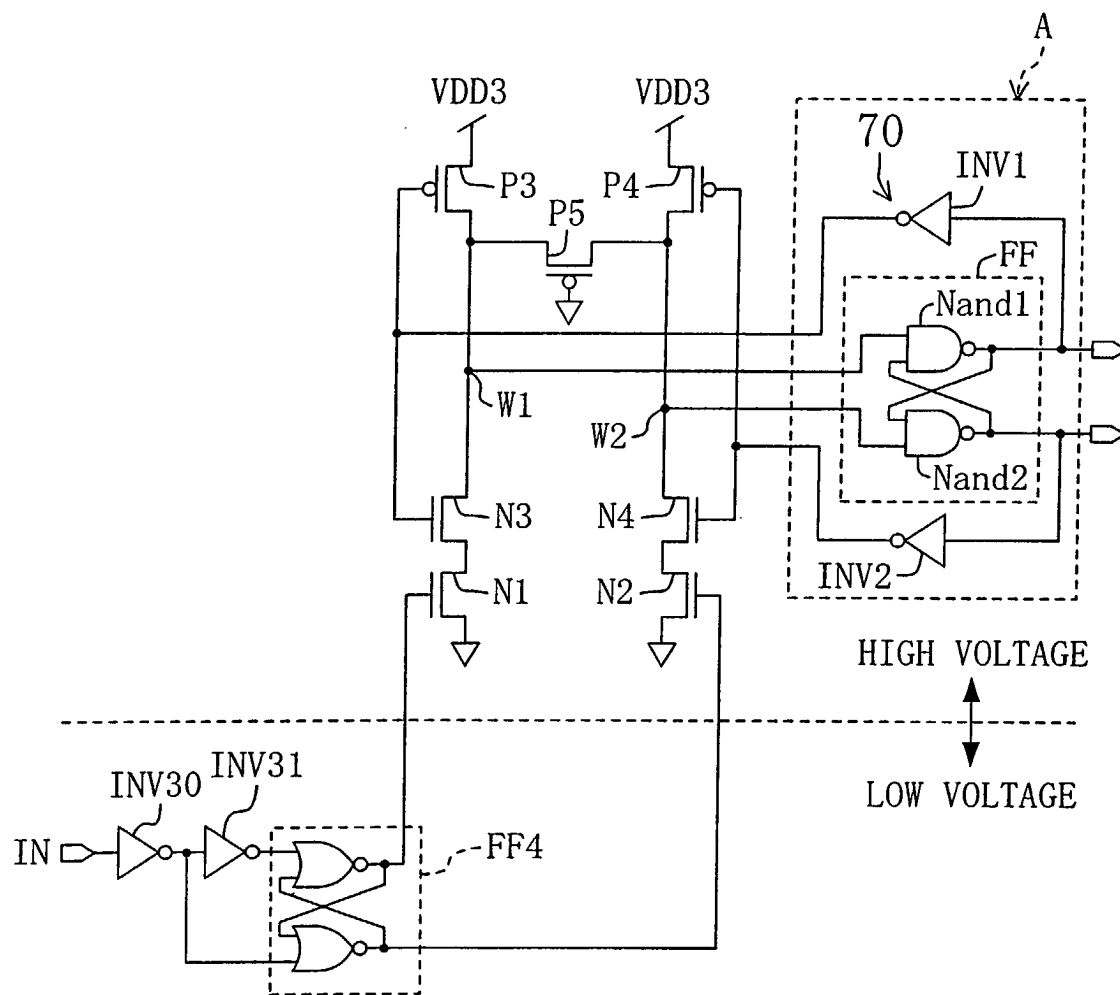 A
VDD3
VDD3
70
INV1
P3
P4
P5
FF
Nand1
W1
W2
Nand2
N3
N4
INV2
N1
N2
HIGH VOLTAGE
LOW VOLTAGE
INV30
INV31
IN
FF4